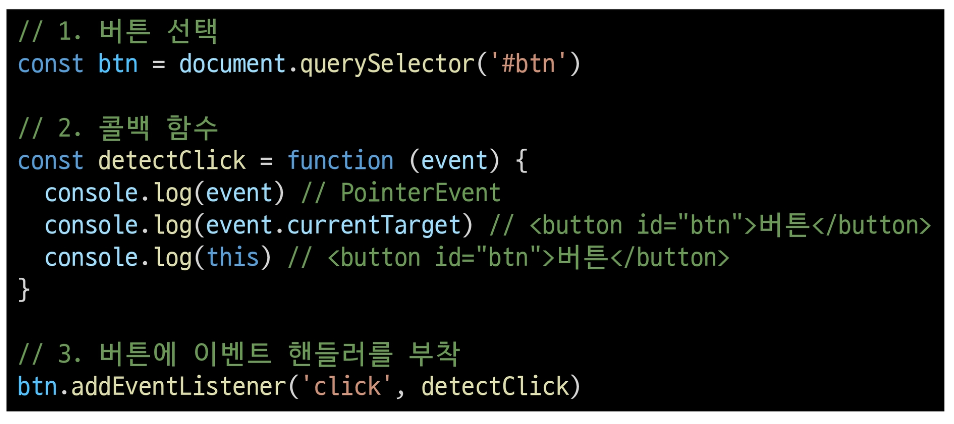 // 1. 버튼 선택
const btn = document.querySelector('#btn')
// 2. 콜백 함수
const detectClick = function (event) {
console.log(event) // PointerEvent
console.log(event.currentTarget) // <button id="btn">버튼</button>
console.log(this) // <button id="btn">버튼</button>
}
// 3. 버튼에 이벤트 핸들러를 부착
btn.addEventListener('click', detectClick)